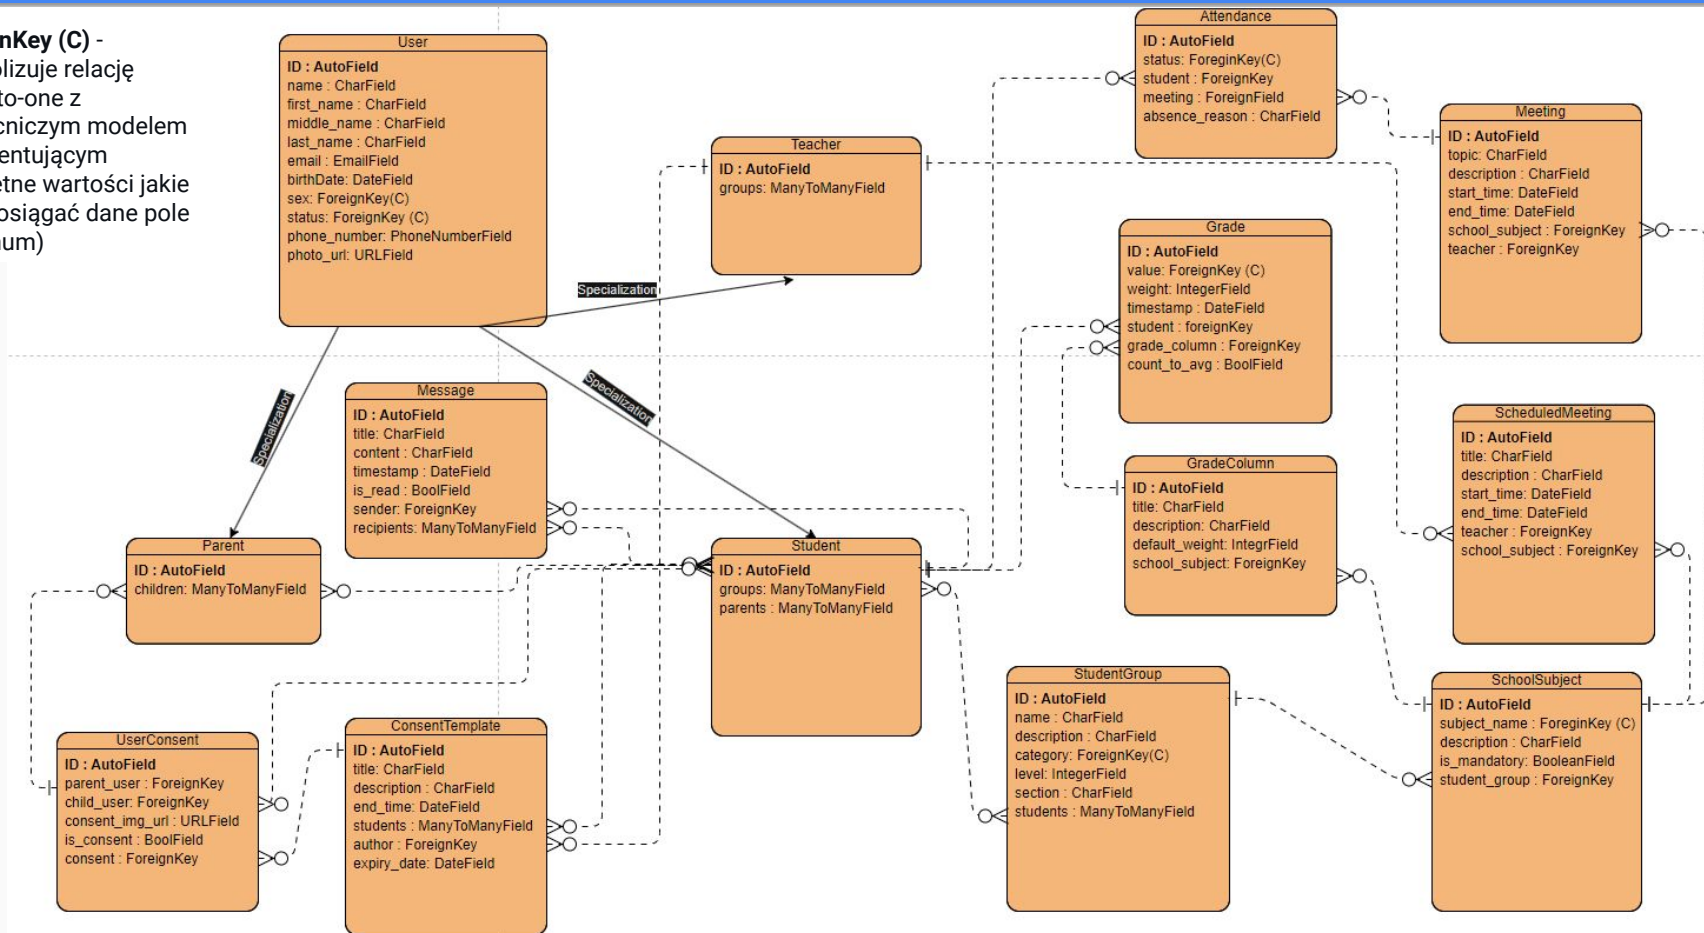 nKey (C) -
olizuje relację
to-one z
cniczym modelem
entującym
etne wartości jakie
osiągać dane pole
num)
User
ID : AutoField
name : CharField
first_name : CharField
middle_name : CharField
last_name : CharField
email : EmailField
birthDate: DateField
sex: ForeignKey(C)
status: ForeignKey (C)
phone_number: PhoneNumberField
photo_url: URLField
Specialization
Specialization
Specialization
Teacher
ID : AutoField
groups: ManyToManyField
Attendance
ID : AutoField
status: ForeginKey(C)
student : ForeignKey
meeting : ForeignField
absence_reason : CharField
Meeting
ID : AutoField
topic: CharField
description : CharField
start_time: DateField
end_time: DateField
school_subject : ForeignKey
teacher : ForeignKey
Grade
ID : AutoField
value: ForeignKey (C)
weight: IntegerField
timestamp : DateField
student : foreignKey
grade_column : ForeignKey
count_to_avg : BoolField
Message
ID : AutoField
title: CharField
content : CharField
timestamp : DateField
is_read : BoolField
sender: ForeignKey
recipients: ManyToManyField
GradeColumn
ID : AutoField
title: CharField
description: CharField
default_weight: IntegrField
school_subject: ForeignKey
ScheduledMeeting
ID : AutoField
title: CharField
description : CharField
start_time: DateField
end_time: DateField
teacher : ForeignKey
school_subject : ForeignKey
Parent
ID : AutoField
children: ManyToManyField
Student
ID : AutoField
groups: ManyToManyField
parents : ManyToManyField
UserConsent
ID : AutoField
parent_user : ForeignKey
child_user: ForeignKey
consent_img_url : URLField
is_consent : BoolField
consent : ForeignKey
ConsentTemplate
ID : AutoField
title: CharField
description : CharField
end_time: DateField
students : ManyToManyField
author : ForeignKey
expiry_date: DateField
StudentGroup
ID : AutoField
name : CharField
description : CharField
category: ForeignKey(C)
level: IntegerField
section : CharField
students : ManyToManyField
SchoolSubject
ID : AutoField
subject_name : ForeginKey (C)
description : CharField
is_mandatory: BooleanField
student_group : ForeignKey